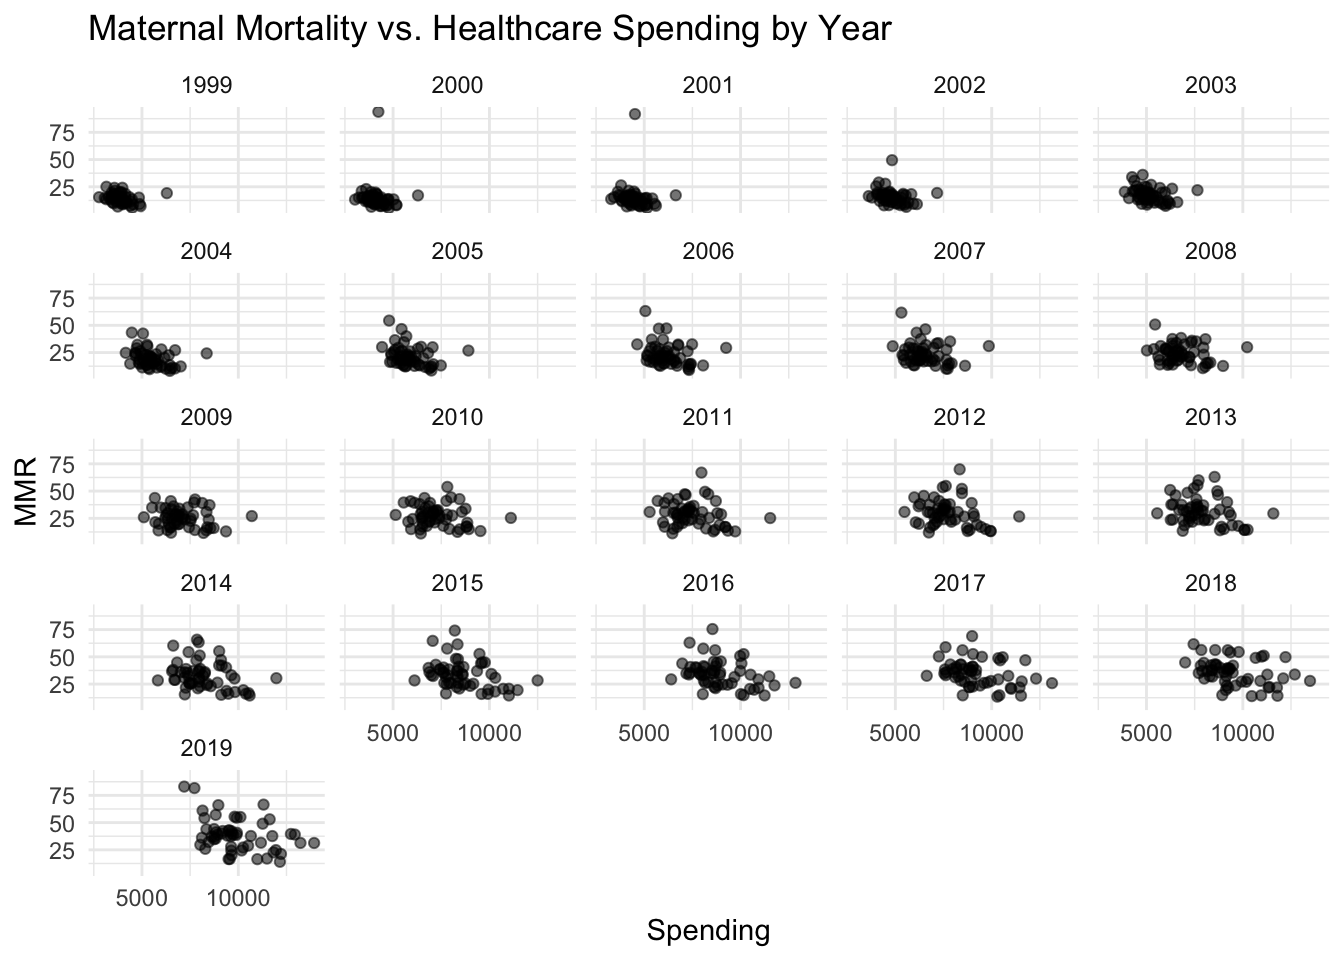 Maternal Mortality vs. Healthcare Spending by Year
1999 2000 2001 2002 2003
75
50
25
2004 2005 2006 2007 2008
75
50
25
2009 2010 2011 2012 2013
75
50
25
MMR
2014 2015 2016 2017 2018
75
50
25
5000 10000 5000 10000 5000 10000 5000 10000
2019
75
50
25
5000 10000
Spending